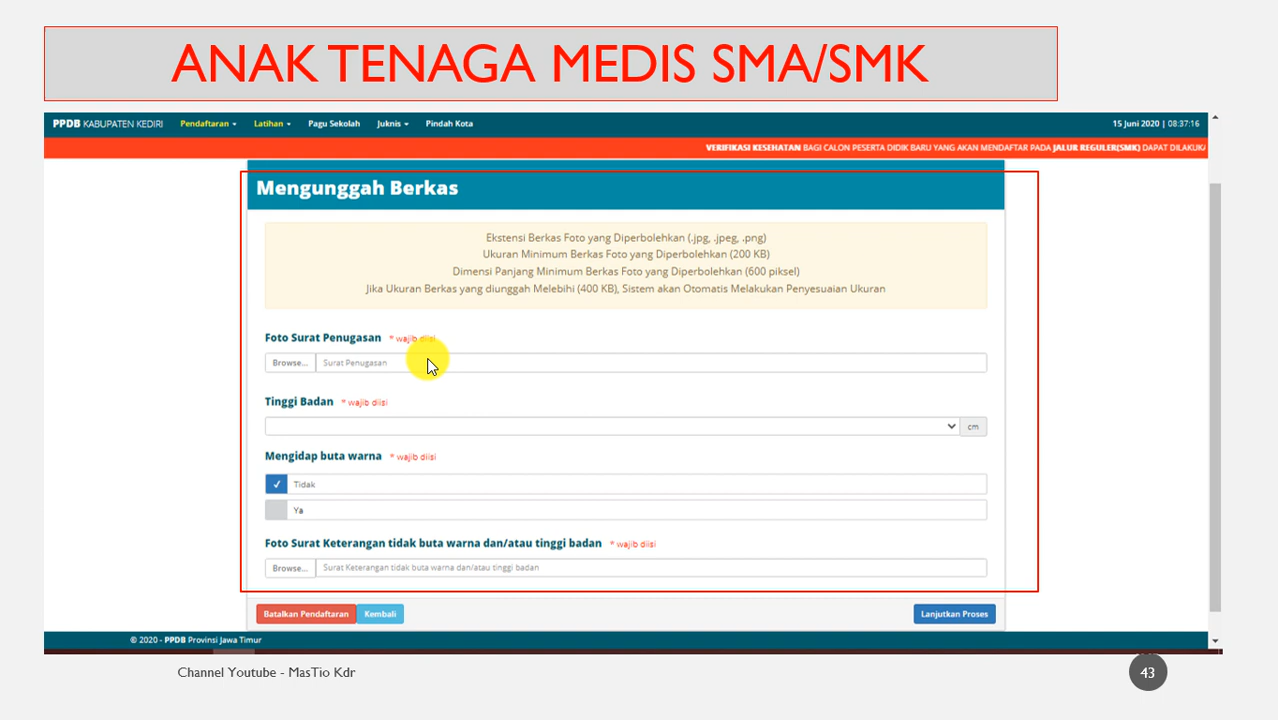 ANAK TENAGA MEDIS SMA/SMK
PPDB KABUPATEN KEDIRI Pendaftaran Latihan Pagu Sekolah Juknis Pindah Kota 15 Juni 2020 | 08:37:16
VERIFIKASI KESEHATAN BAGI CALON PESERTA DIDIK BARU YANG AKAN MENDAFTAR PADA JALUR REGULER(SMK) DAPAT DILAKUKA
Mengunggah Berkas
Ekstensi Berkas Foto yang Diperbolehkan (.jpg, .jpeg, .png)
Ukuran Minimum Berkas Foto yang Diperbolehkan (200 KB)
Dimensi Panjang Minimum Berkas Foto yang Diperbolehkan (600 piksel)
Jika Ukuran Berkas yang diunggah Melebihi (400 KB), Sistem akan Otomatis Melakukan Penyesuaian Ukuran
Foto Surat Penugasan * wajib diisi
Browse... Surat Penugasan
Tinggi Badan * wajib diisi
cm
Mengidap buta warna * wajib diisi
Tidak
Ya
Foto Surat Keterangan tidak buta warna dan/atau tinggi badan * wajib diisi
Browse... Surat Keterangan tidak buta warna dan/atau tinggi badan
Batalkan Pendaftaran Kembali Lanjutkan Proses
© 2020 - PPDB Provinsi Jawa Timur
Channel Youtube - MasTio Kdr 43